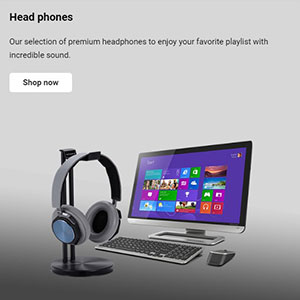 Head phones
Our selection of premium headphones to enjoy your favorite playlist with
incredible sound.
Shop now